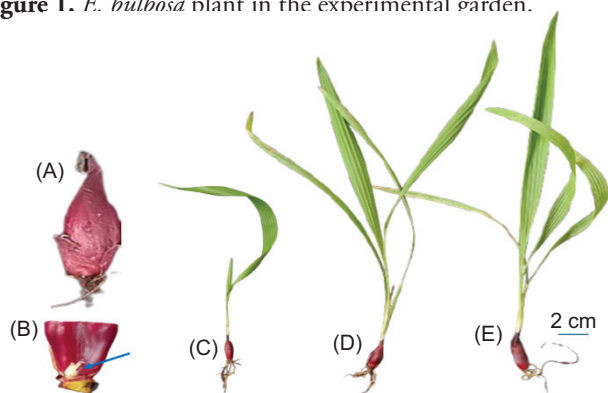 gure 1. E. bulbosa plant in the experimental garden.
(A)
(B)
(C)
(D)
(E)
2 cm